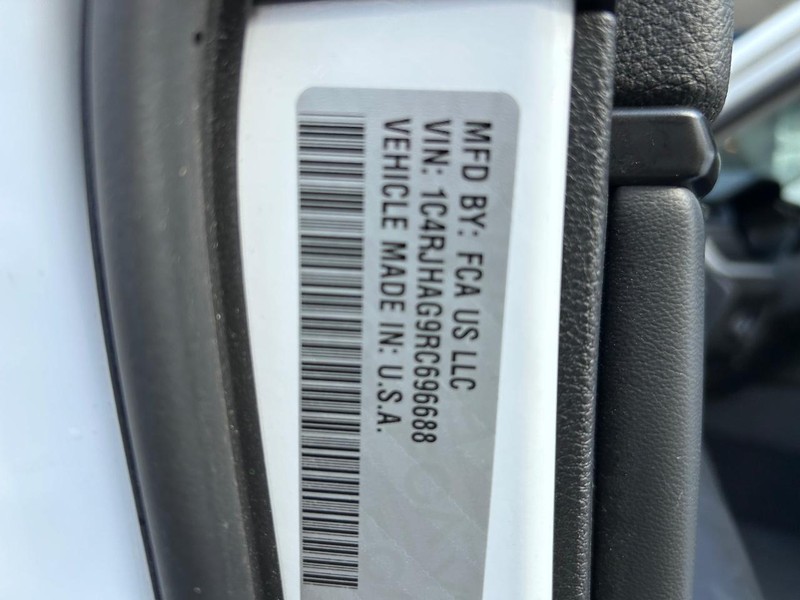 MFD BY: FCA US LLC
VIN: 1C4RJHAG9RC696688
VEHICLE MADE IN: U.S.A.